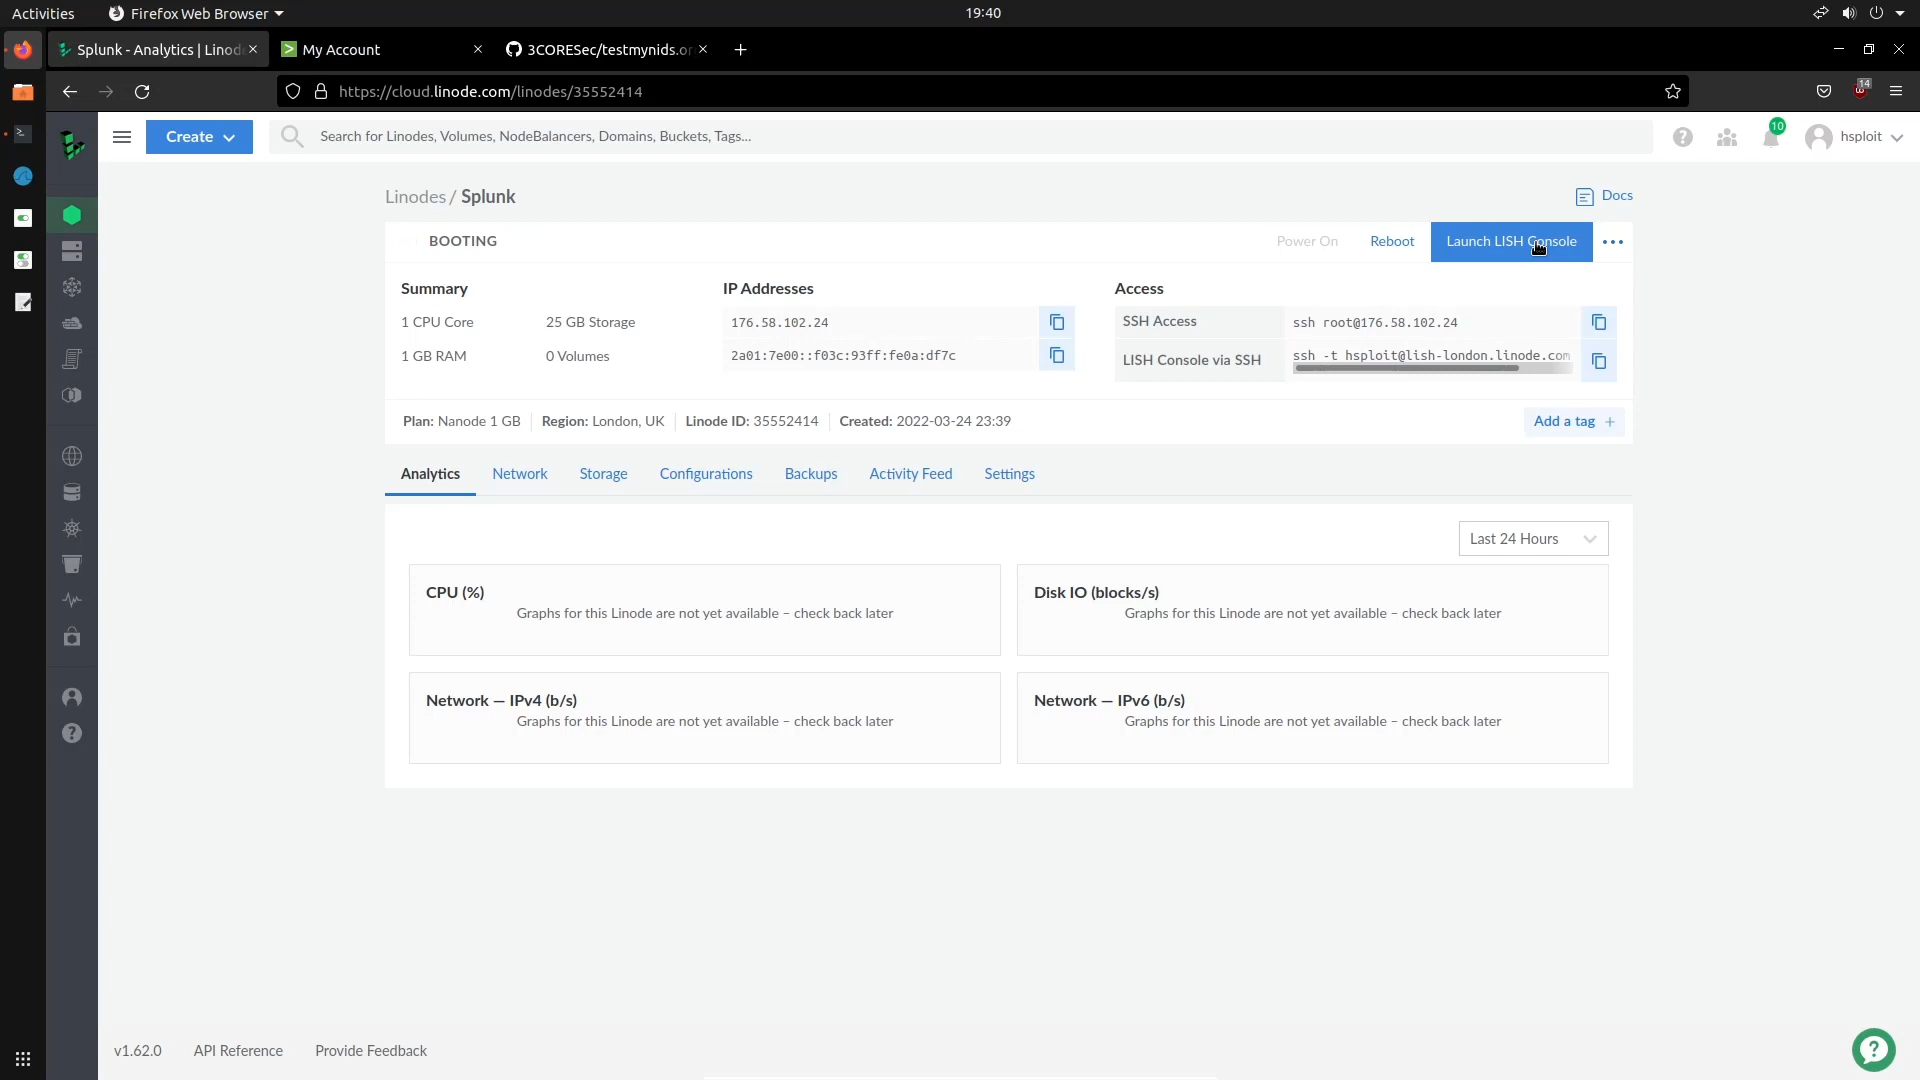 Activities
Firefox Web Browser
19:40
Splunk - Analytics | Linod
My Account
3CORESec/testmynids.or
https://cloud.linode.com/linodes/35552414
14
Create
Search for Linodes, Volumes, NodeBalancers, Domains, Buckets, Tags...
10
hsploit
Linodes / Splunk
Docs
BOOTING
Power On
Reboot
Launch LISH Console
Summary
IP Addresses
Access
1 CPU Core
25 GB Storage
176.58.102.24
SSH Access
ssh root@176.58.102.24
1 GB RAM
0 Volumes
2a01:7e00::f03c:93ff:fe0a:df7c
LISH Console via SSH
ssh -t hsploit@lish-london.linode.com
Plan: Nanode 1 GB
Region: London, UK
Linode ID: 35552414
Created: 2022-03-24 23:39
Add a tag +
Analytics
Network
Storage
Configurations
Backups
Activity Feed
Settings
Last 24 Hours
CPU (%)
Graphs for this Linode are not yet available – check back later
Disk IO (blocks/s)
Graphs for this Linode are not yet available – check back later
Network — IPv4 (b/s)
Graphs for this Linode are not yet available – check back later
Network — IPv6 (b/s)
Graphs for this Linode are not yet available – check back later
v1.62.0
API Reference
Provide Feedback